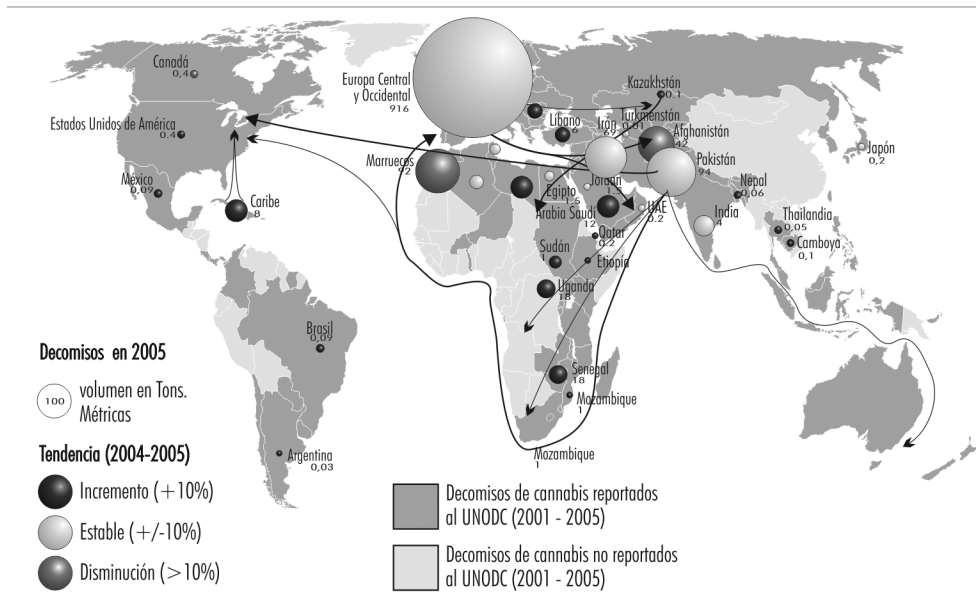 Canadá
0,4
Estados Unidos de América
0.4
México
0,09
Caribe
8
Brasil
0,09
Argentina
0,03
Europa Central
y Occidental
916
Marruecos
92
Líbano
6
Kazakhstán
0.1
Turkmenstán
0.01
Irán
69
Afghanistán
42
Pakistán
94
Egipto
1.5
Jordán
1.5
Arabia Saudí
12
UAE
0.2
Qatar
0.2
Sudán
1
Etiopía
Uganda
18
Senegal
18
Mozambique
1
Mozambique
1
Nepal
0,06
India
4
Thailandia
0,05
Camboya
0,1
Japón
0,2
Decomisos en 2005
100
volumen en Tons.
Métricas
Tendencia (2004-2005)
Incremento (+10%)
Estable (+/-10%)
Disminución (>10%)
Decomisos de cannabis reportados
al UNODC (2001 - 2005)
Decomisos de cannabis no reportados
al UNODC (2001 - 2005)